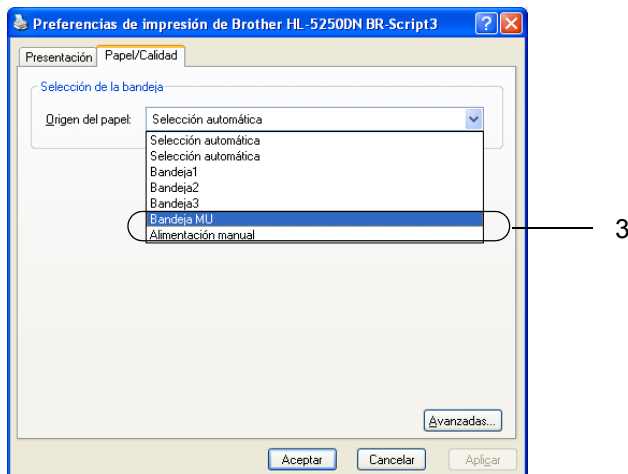 Preferencias de impresión de Brother HL-5250DN BR-Script3
Presentación Papel/Calidad
Selección de la bandeja
Origen del papel: Selección automática
Selección automática
Selección automática
Bandeja1
Bandeja2
Bandeja3
Bandeja MU
Alimentación manual
3
Avanzadas...
Aceptar Cancelar Aplicar